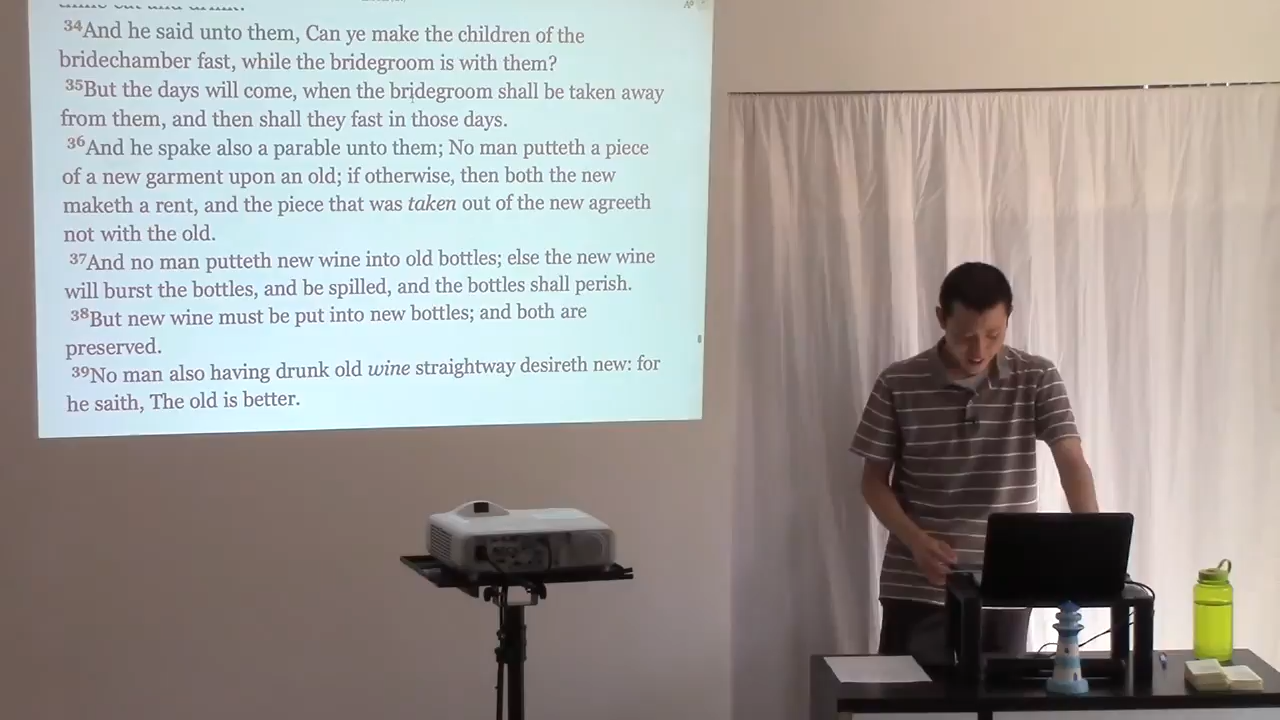 34And he said unto them, Can ye make the children of the
bridechamber fast, while the bridegroom is with them?
35But the days will come, when the bridegroom shall be taken away
from them, and then shall they fast in those days.
36And he spake also a parable unto them; No man putteth a piece
of a new garment upon an old; if otherwise, then both the new
maketh a rent, and the piece that was taken out of the new agreeth
not with the old.
37And no man putteth new wine into old bottles; else the new wine
will burst the bottles, and be spilled, and the bottles shall perish.
38But new wine must be put into new bottles; and both are
preserved.
39No man also having drunk old wine straightway desireth new: for
he saith, The old is better.